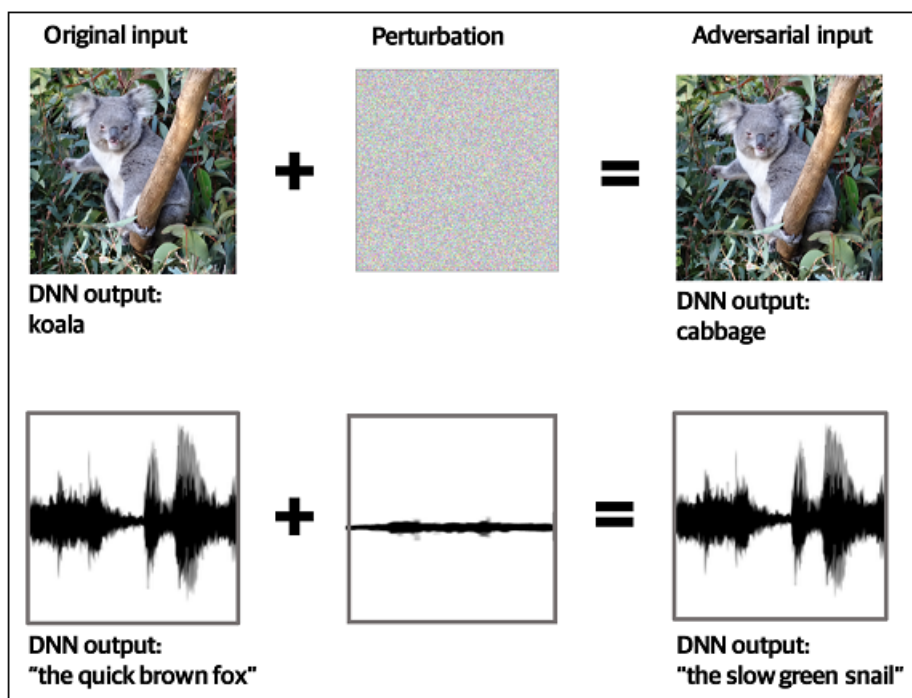 Original input
Perturbation
Adversarial input
+
=
DNN output:
koala
DNN output:
cabbage
+
=
DNN output:
"the quick brown fox"
DNN output:
"the slow green snail"